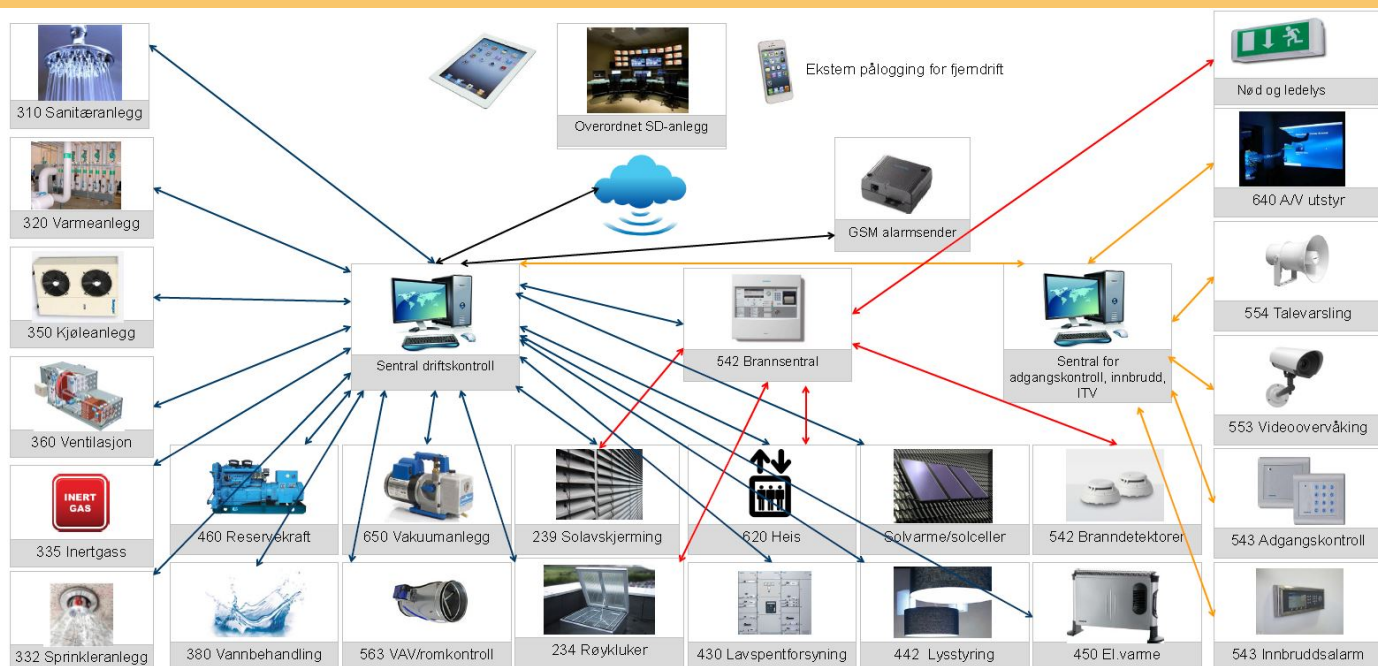 310 Sanitæranlegg
Overordnet SD-anlegg
Ekstern pålogging for fjerndrift
Nød og ledelys
320 Varmeanlegg
GSM alarmsender
640 A/V utstyr
350 Kjøleanlegg
Sentral driftskontroll
542 Brannsentral
Sentral for
adgangskontroll, innbrudd,
ITV
554 Talevarsling
360 Ventilasjon
553 Videoovervåking
INERT
GAS
335 Inertgass
460 Reservekraft
650 Vakuumanlegg
239 Solavskjerming
620 Heis
Solvarme/solceller
542 Branndetektorer
543 Adgangskontroll
332 Sprinkleranlegg
380 Vannbehandling
563 VAV/romkontroll
234 Røykluker
430 Lavspentforsyning
442 Lysstyring
450 El.varme
543 Innbruddsalarm